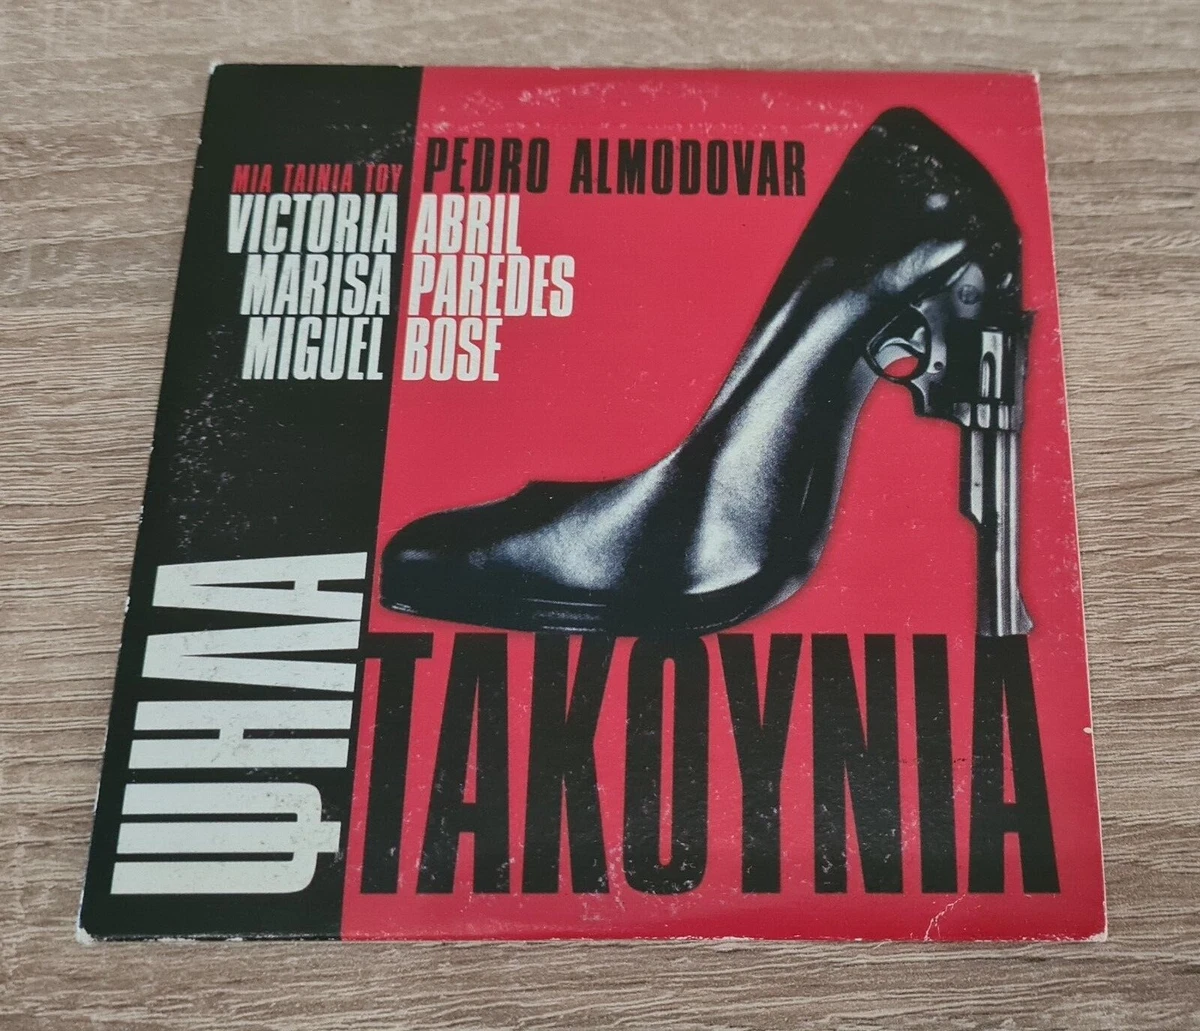 ΜΙΑ ΤΑΙΝΙΑ ΤΟΥ PEDRO ALMODOVAR
VICTORIA ABRIL
MARISA PAREDES
MIGUEL BOSE
ΨΗΛΑ
ΤΑΚΟΥΝΙΑ